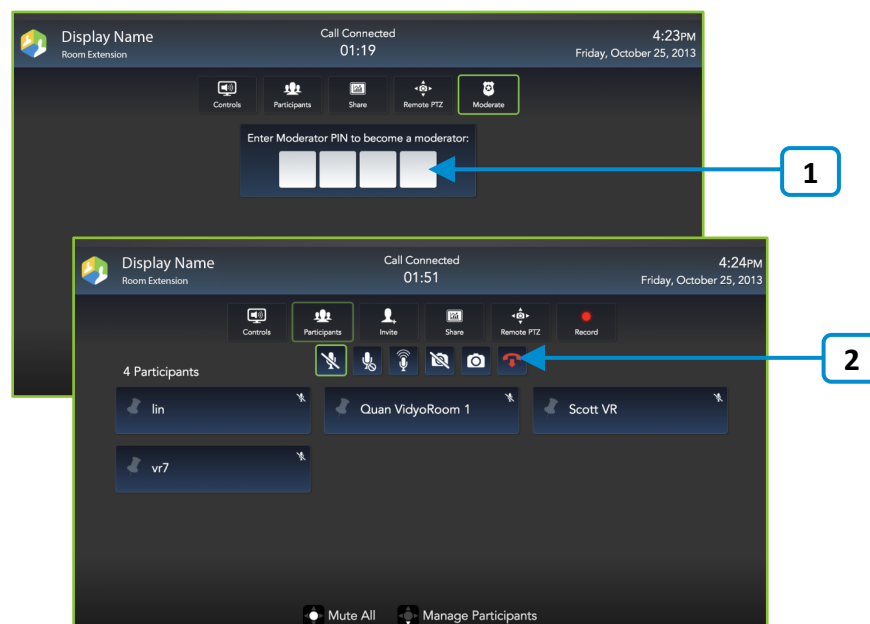 Display Name
Room Extension
Call Connected
01:19
4:23PM
Friday, October 25, 2013
Controls
Participants
Share
Remote PTZ
Moderate
Enter Moderator PIN to become a moderator:
1
Display Name
Room Extension
Call Connected
01:51
4:24PM
Friday, October 25, 2013
Controls
Participants
Invite
Share
Remote PTZ
Record
2
4 Participants
lin
Quan VidyoRoom 1
Scott VR
vr7
Mute All
Manage Participants